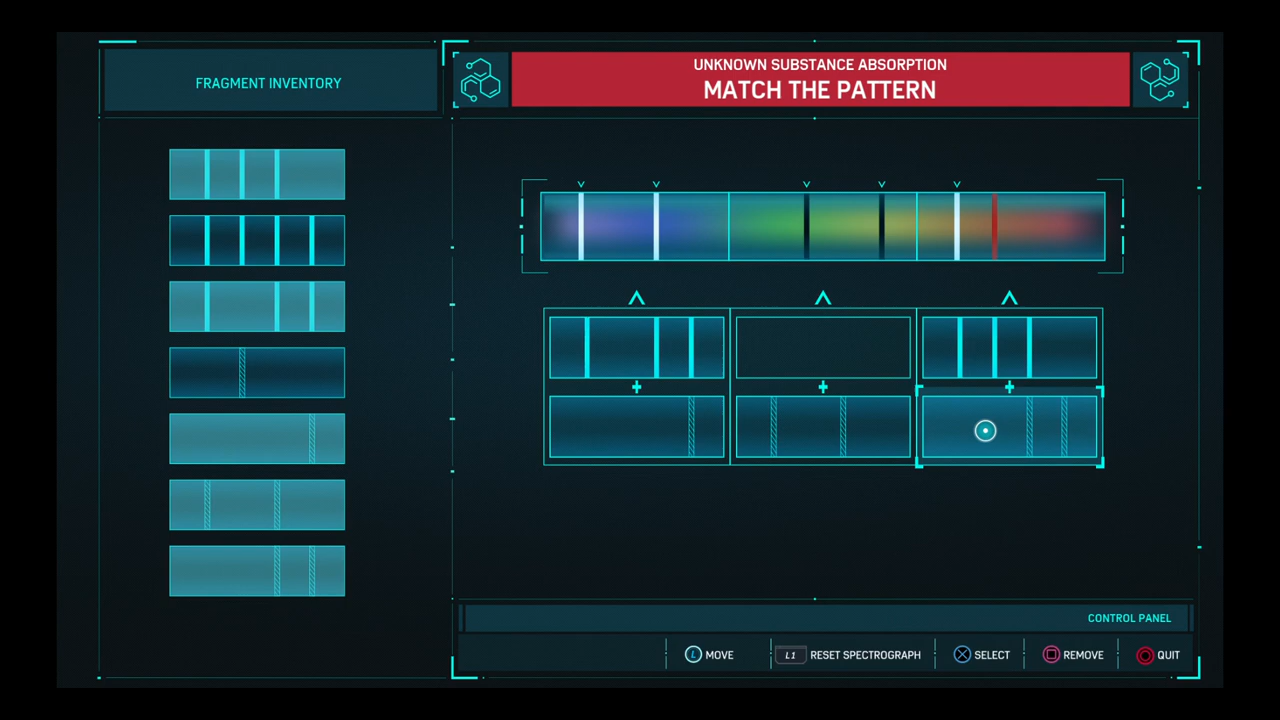 FRAGMENT INVENTORY
UNKNOWN SUBSTANCE ABSORPTION
MATCH THE PATTERN
CONTROL PANEL
L MOVE
L1 RESET SPECTROGRAPH
SELECT
REMOVE
QUIT